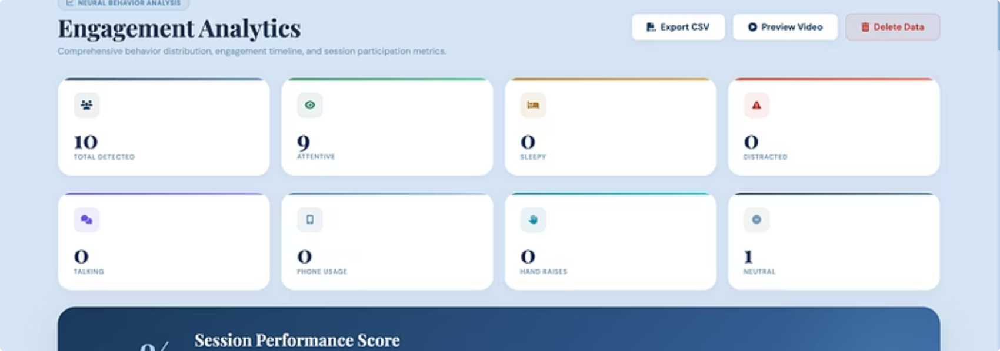 NEURAL BEHAVIOR ANALYSIS
Engagement Analytics
Comprehensive behavior distribution, engagement timeline, and session participation metrics.
Export CSV
Preview Video
Delete Data
10
TOTAL DETECTED
9
ATTENTIVE
0
SLEEPY
0
DISTRACTED
0
TALKING
0
PHONE USAGE
0
HAND RAISES
1
NEUTRAL
%
Session Performance Score